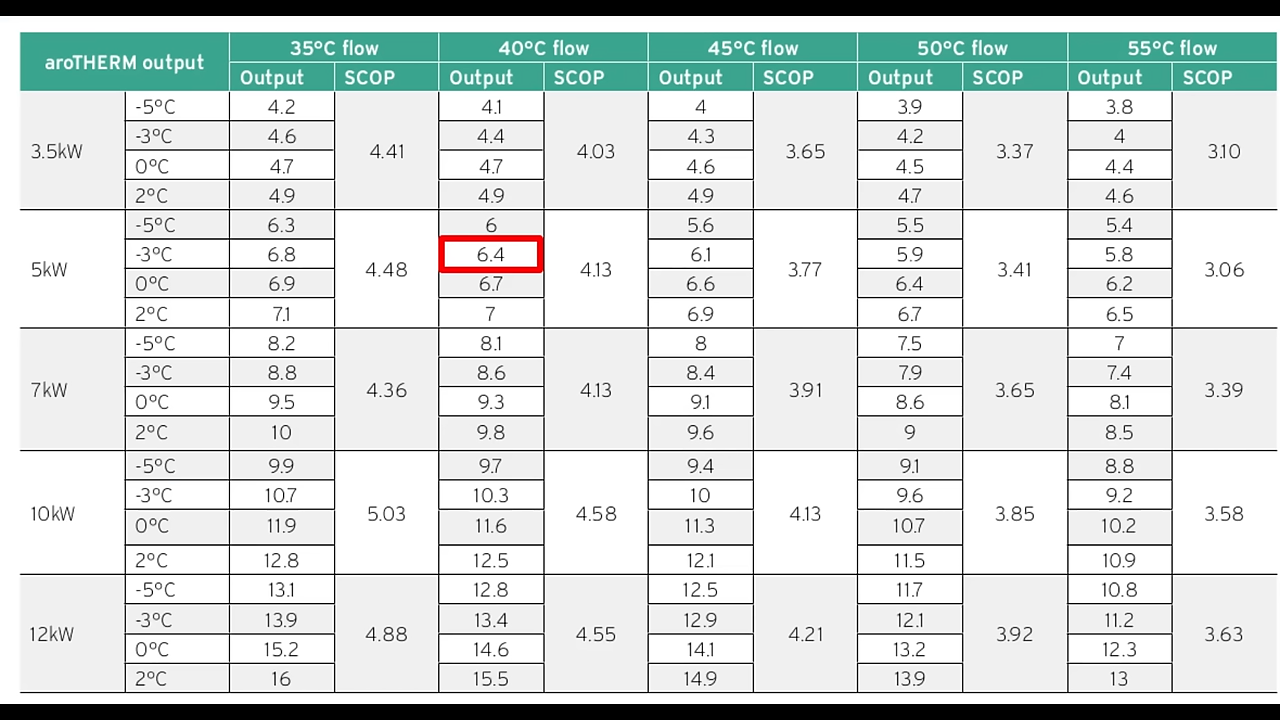 aroTHERM output 35°C flow 40°C flow 45°C flow 50°C flow 55°C flow
Output SCOP Output SCOP Output SCOP Output SCOP Output SCOP
3.5kW -5°C 4.2 4.41 4.1 4.03 4 3.65 3.9 3.37 3.8 3.10
-3°C 4.6 4.4 4.3 4.2 4
0°C 4.7 4.7 4.6 4.5 4.4
2°C 4.9 4.9 4.9 4.7 4.6
5kW -5°C 6.3 4.48 6 4.13 5.6 3.77 5.5 3.41 5.4 3.06
-3°C 6.8 6.4 6.1 5.9 5.8
0°C 6.9 6.7 6.6 6.4 6.2
2°C 7.1 7 6.9 6.7 6.5
7kW -5°C 8.2 4.36 8.1 4.13 8 3.91 7.5 3.65 7 3.39
-3°C 8.8 8.6 8.4 7.9 7.4
0°C 9.5 9.3 9.1 8.6 8.1
2°C 10 9.8 9.6 9 8.5
10kW -5°C 9.9 5.03 9.7 4.58 9.4 4.13 9.1 3.85 8.8 3.58
-3°C 10.7 10.3 10 9.6 9.2
0°C 11.9 11.6 11.3 10.7 10.2
2°C 12.8 12.5 12.1 11.5 10.9
12kW -5°C 13.1 4.88 12.8 4.55 12.5 4.21 11.7 3.92 10.8 3.63
-3°C 13.9 13.4 12.9 12.1 11.2
0°C 15.2 14.6 14.1 13.2 12.3
2°C 16 15.5 14.9 13.9 13